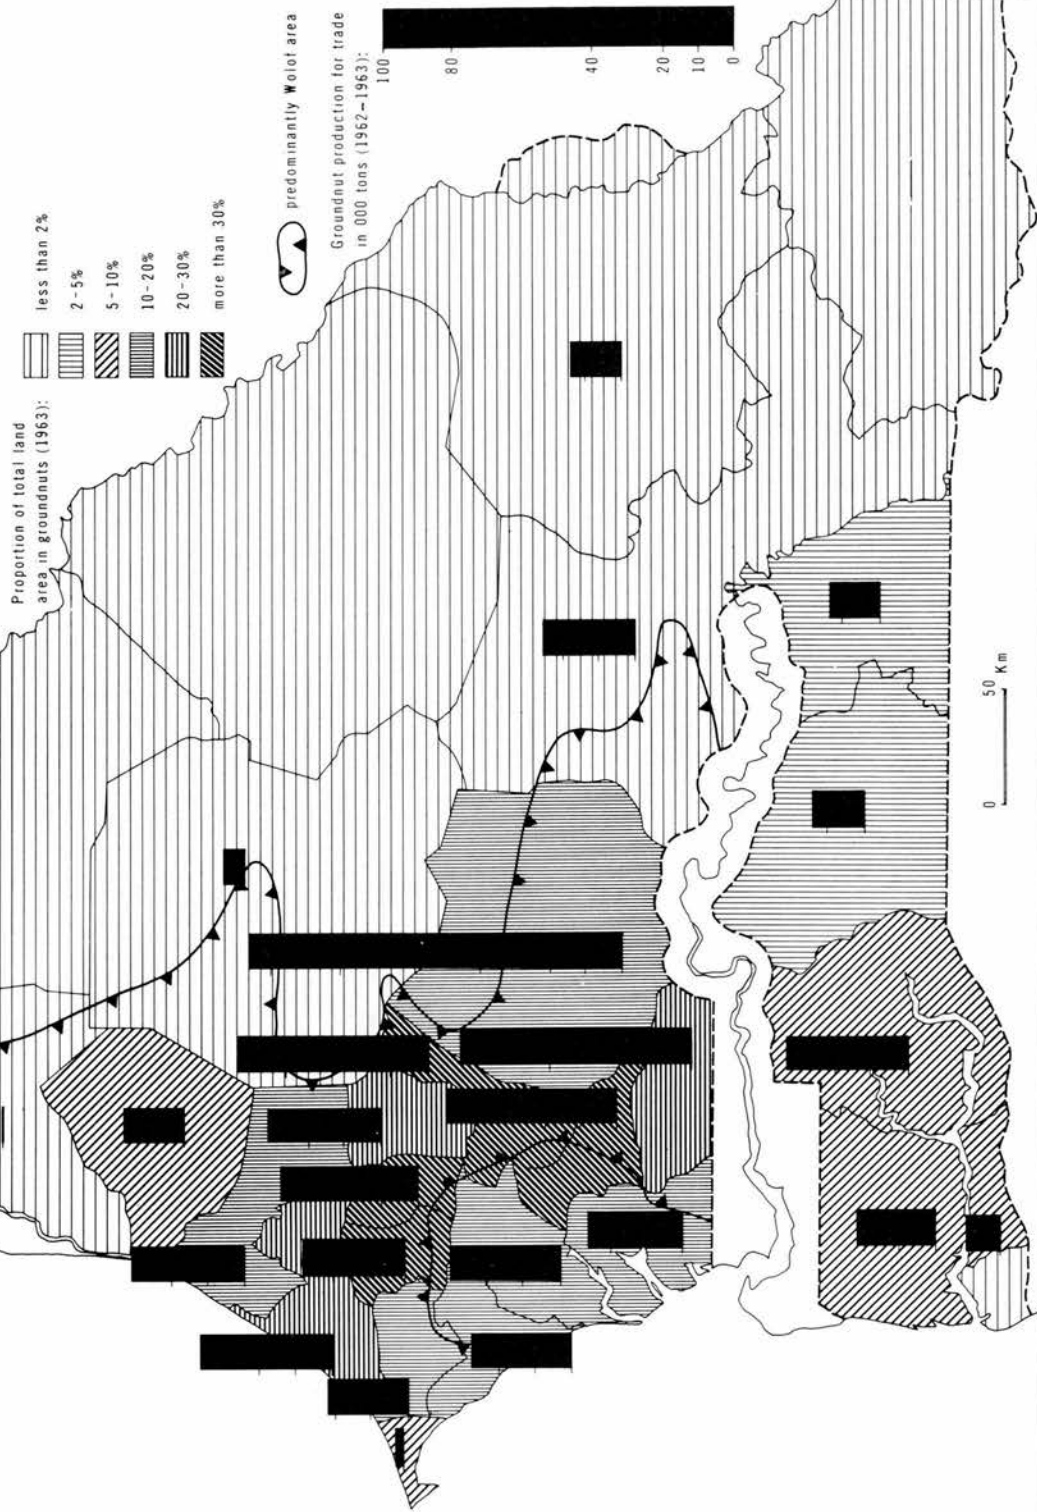 Proportion of total land
area in groundnuts (1963):
less than 2%
2-5%
5-10%
10-20%
20-30%
more than 30%
predominantly Wolof area
Groundnut production for trade
in 000 tons (1962–1963):
100
80
40
20
10
0
0 50
Km